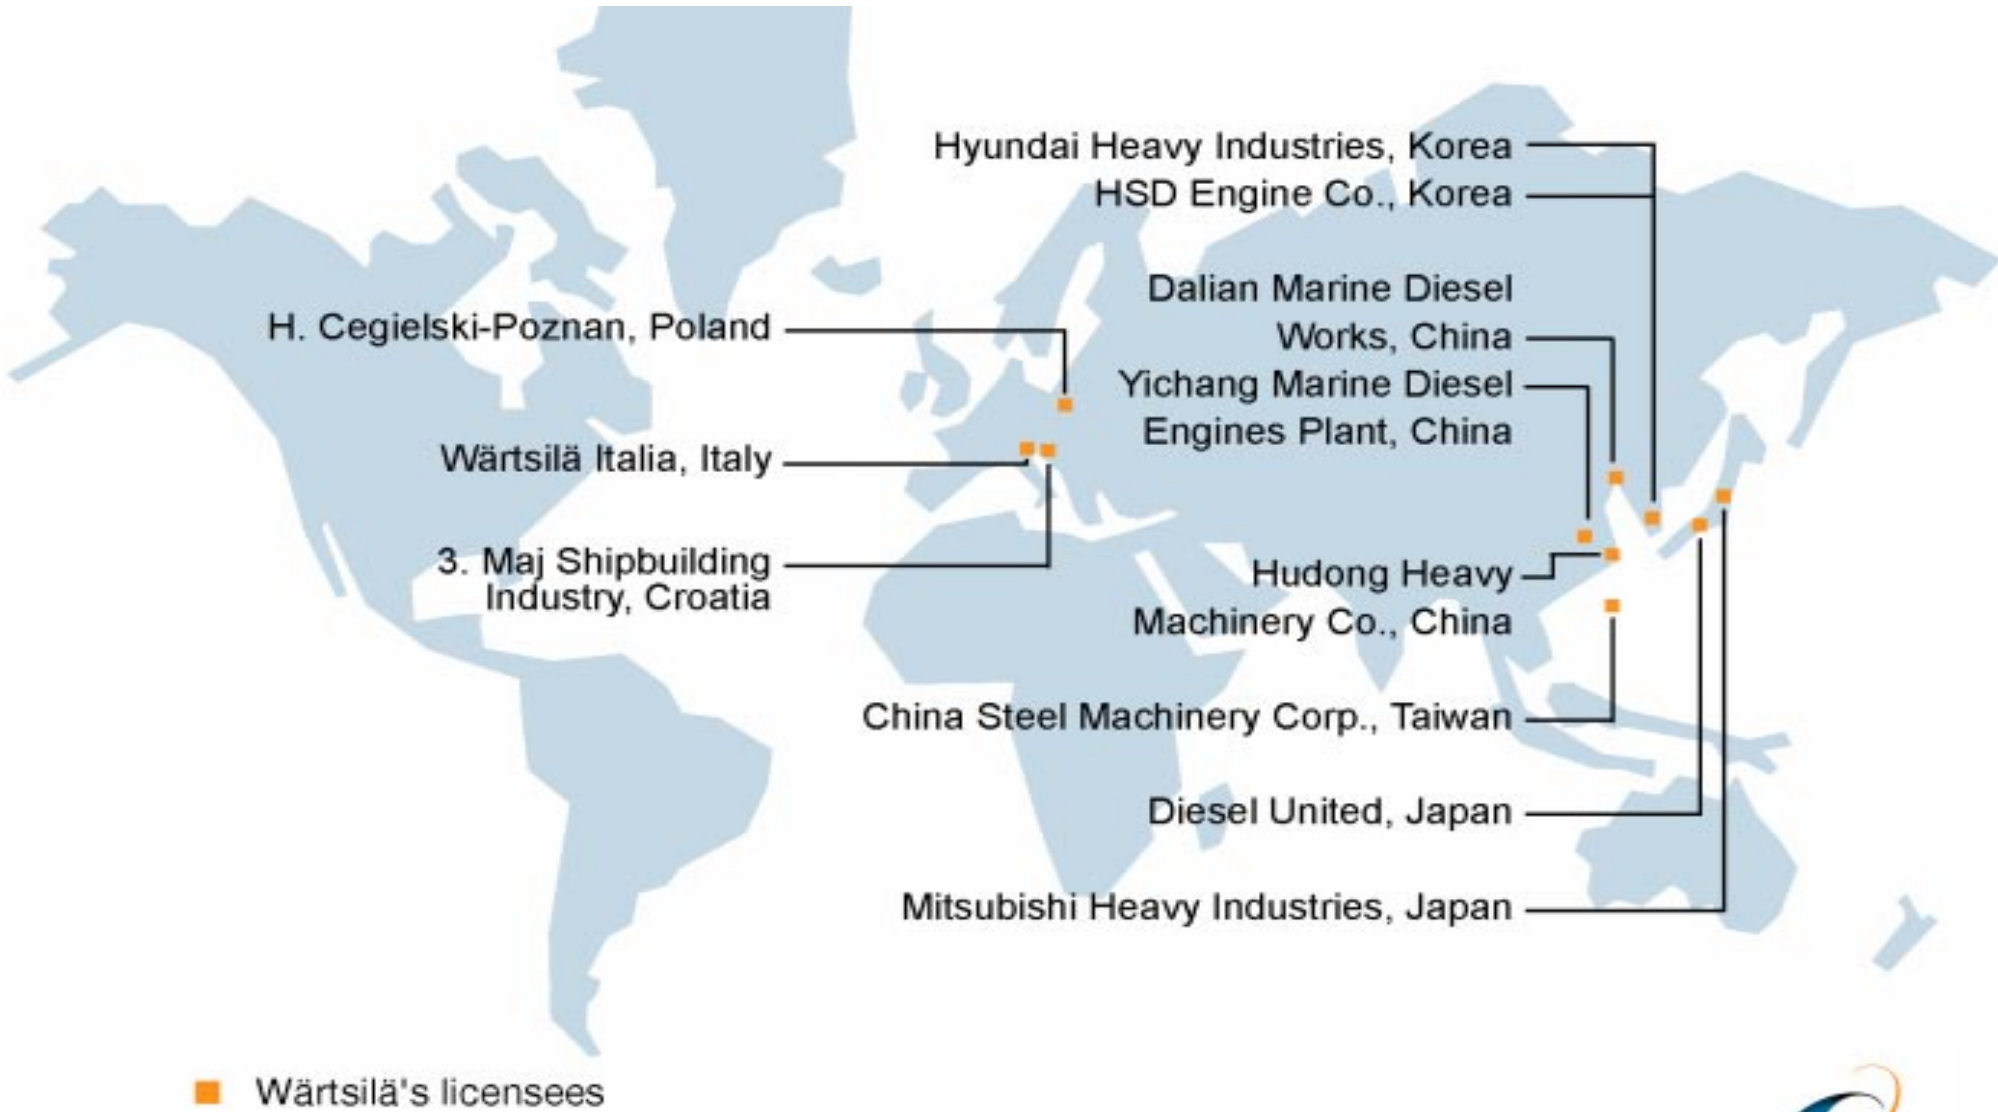 Hyundai Heavy Industries, Korea
HSD Engine Co., Korea
Dalian Marine Diesel
Works, China
H. Cegielski-Poznan, Poland
Yichang Marine Diesel
Engines Plant, China
Wärtsilä Italia, Italy
3. Maj Shipbuilding
Industry, Croatia
Hudong Heavy
Machinery Co., China
China Steel Machinery Corp., Taiwan
Diesel United, Japan
Mitsubishi Heavy Industries, Japan
Wärtsilä's licensees